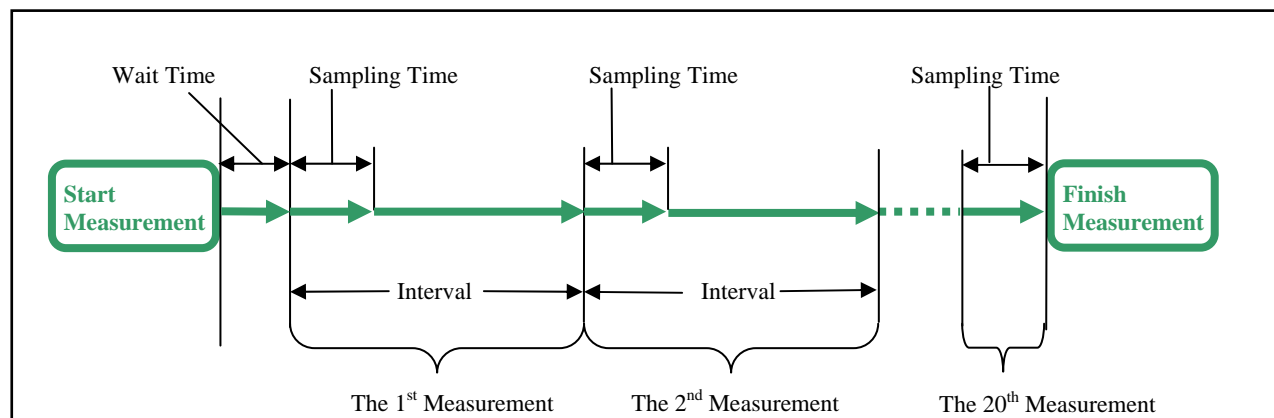 Wait Time Sampling Time Sampling Time Sampling Time
Start Measurement
Finish Measurement
Interval Interval
The 1st Measurement The 2nd Measurement The 20th Measurement